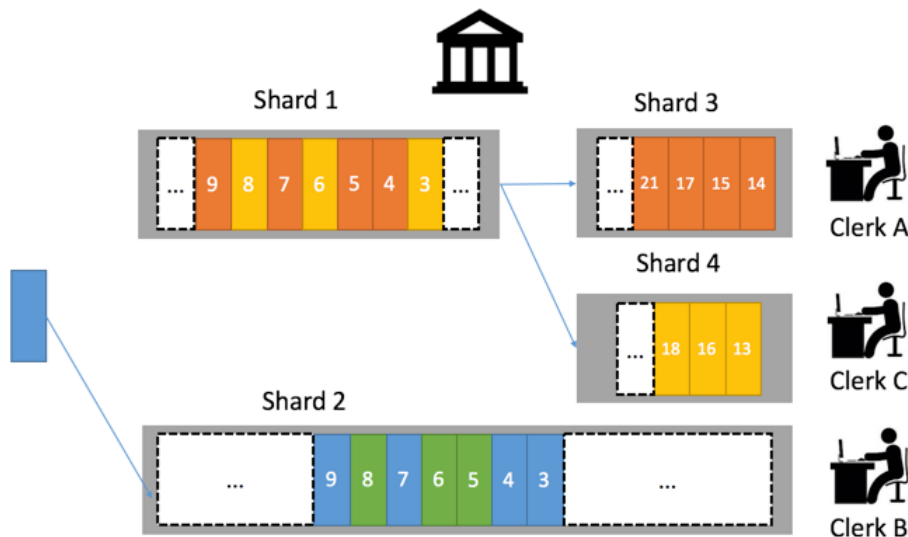 Shard 1
Shard 3
... 9 8 7 6 5 4 3 ...
... 21 17 15 14
Clerk A
Shard 4
... 18 16 13
Clerk C
Shard 2
... 9 8 7 6 5 4 3 ...
Clerk B